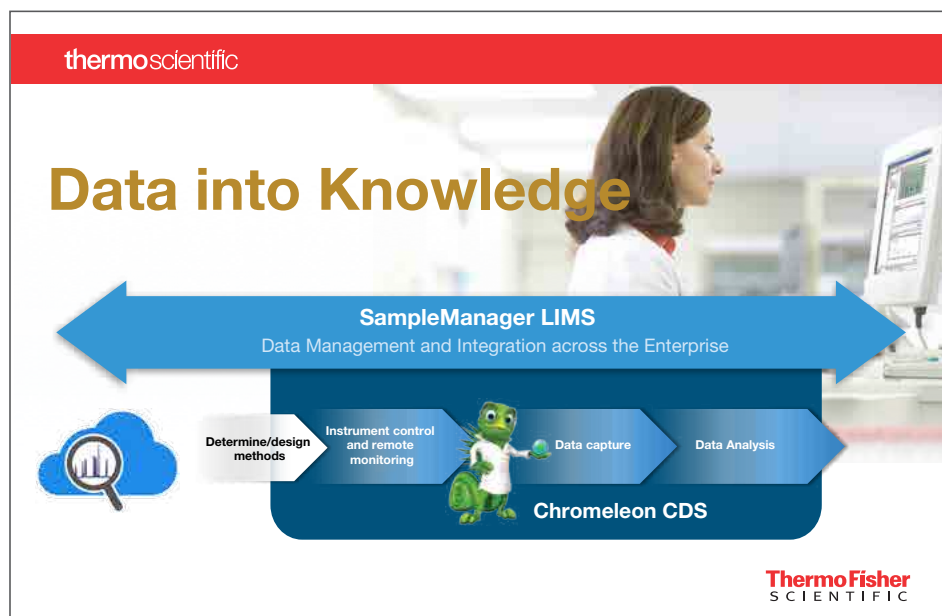 thermoscientific
Data into Knowledge
SampleManager LIMS
Data Management and Integration across the Enterprise
Determine/design
methods
Instrument control
and remote
monitoring
Data capture
Data Analysis
Chromeleon CDS
ThermoFisher
SCIENTIFIC